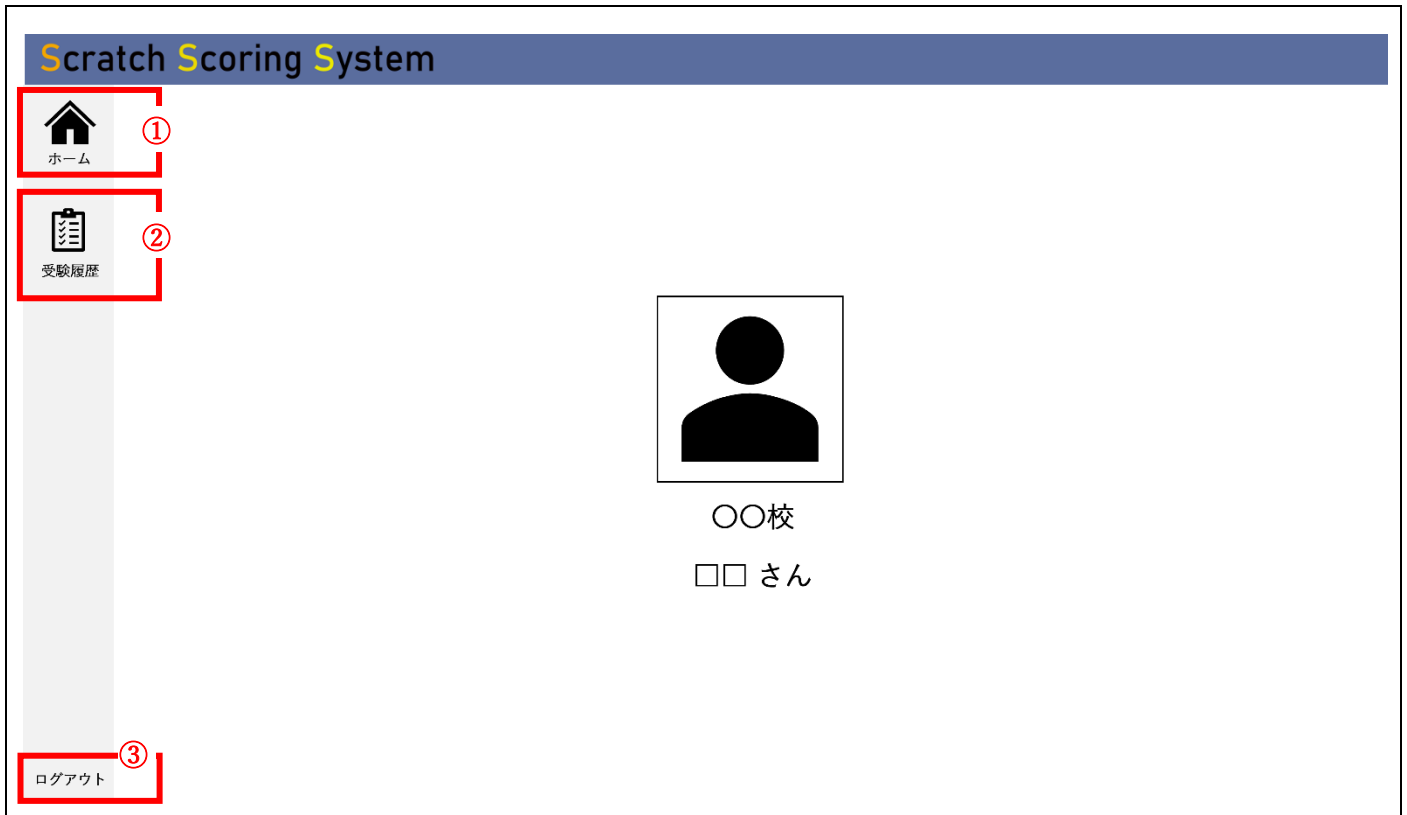 Scratch Scoring System
①
ホーム
②
受験履歴
〇〇校
□□ さん
③
ログアウト